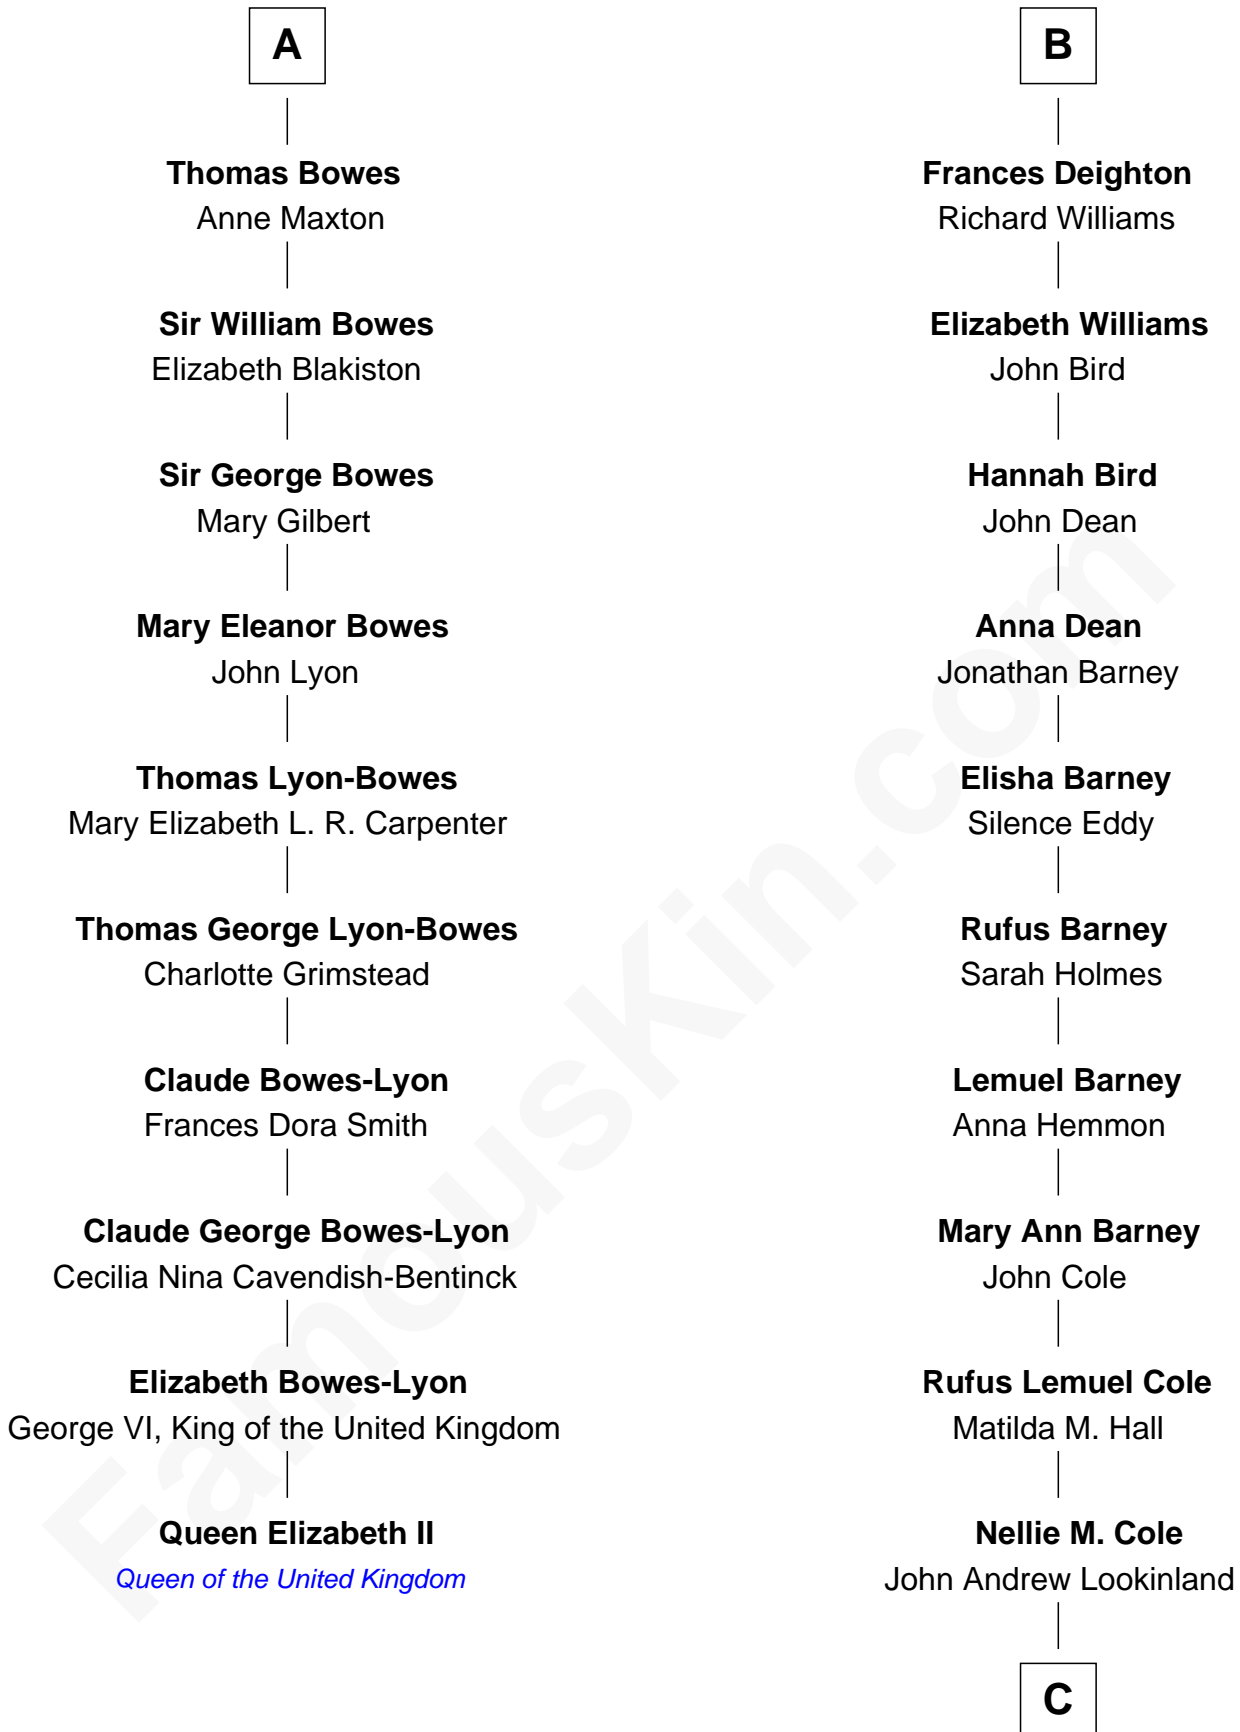 A
Thomas Bowes
Anne Maxton
Sir William Bowes
Elizabeth Blakiston
Sir George Bowes
Mary Gilbert
Mary Eleanor Bowes
John Lyon
Thomas Lyon-Bowes
Mary Elizabeth L. R. Carpenter
Thomas George Lyon-Bowes
Charlotte Grimstead
Claude Bowes-Lyon
Frances Dora Smith
Claude George Bowes-Lyon
Cecilia Nina Cavendish-Bentinck
Elizabeth Bowes-Lyon
George VI, King of the United Kingdom
Queen Elizabeth II
Queen of the United Kingdom
B
Frances Deighton
Richard Williams
Elizabeth Williams
John Bird
Hannah Bird
John Dean
Anna Dean
Jonathan Barney
Elisha Barney
Silence Eddy
Rufus Barney
Sarah Holmes
Lemuel Barney
Anna Hemmon
Mary Ann Barney
John Cole
Rufus Lemuel Cole
Matilda M. Hall
Nellie M. Cole
John Andrew Lookinland
C
FamousKin.com